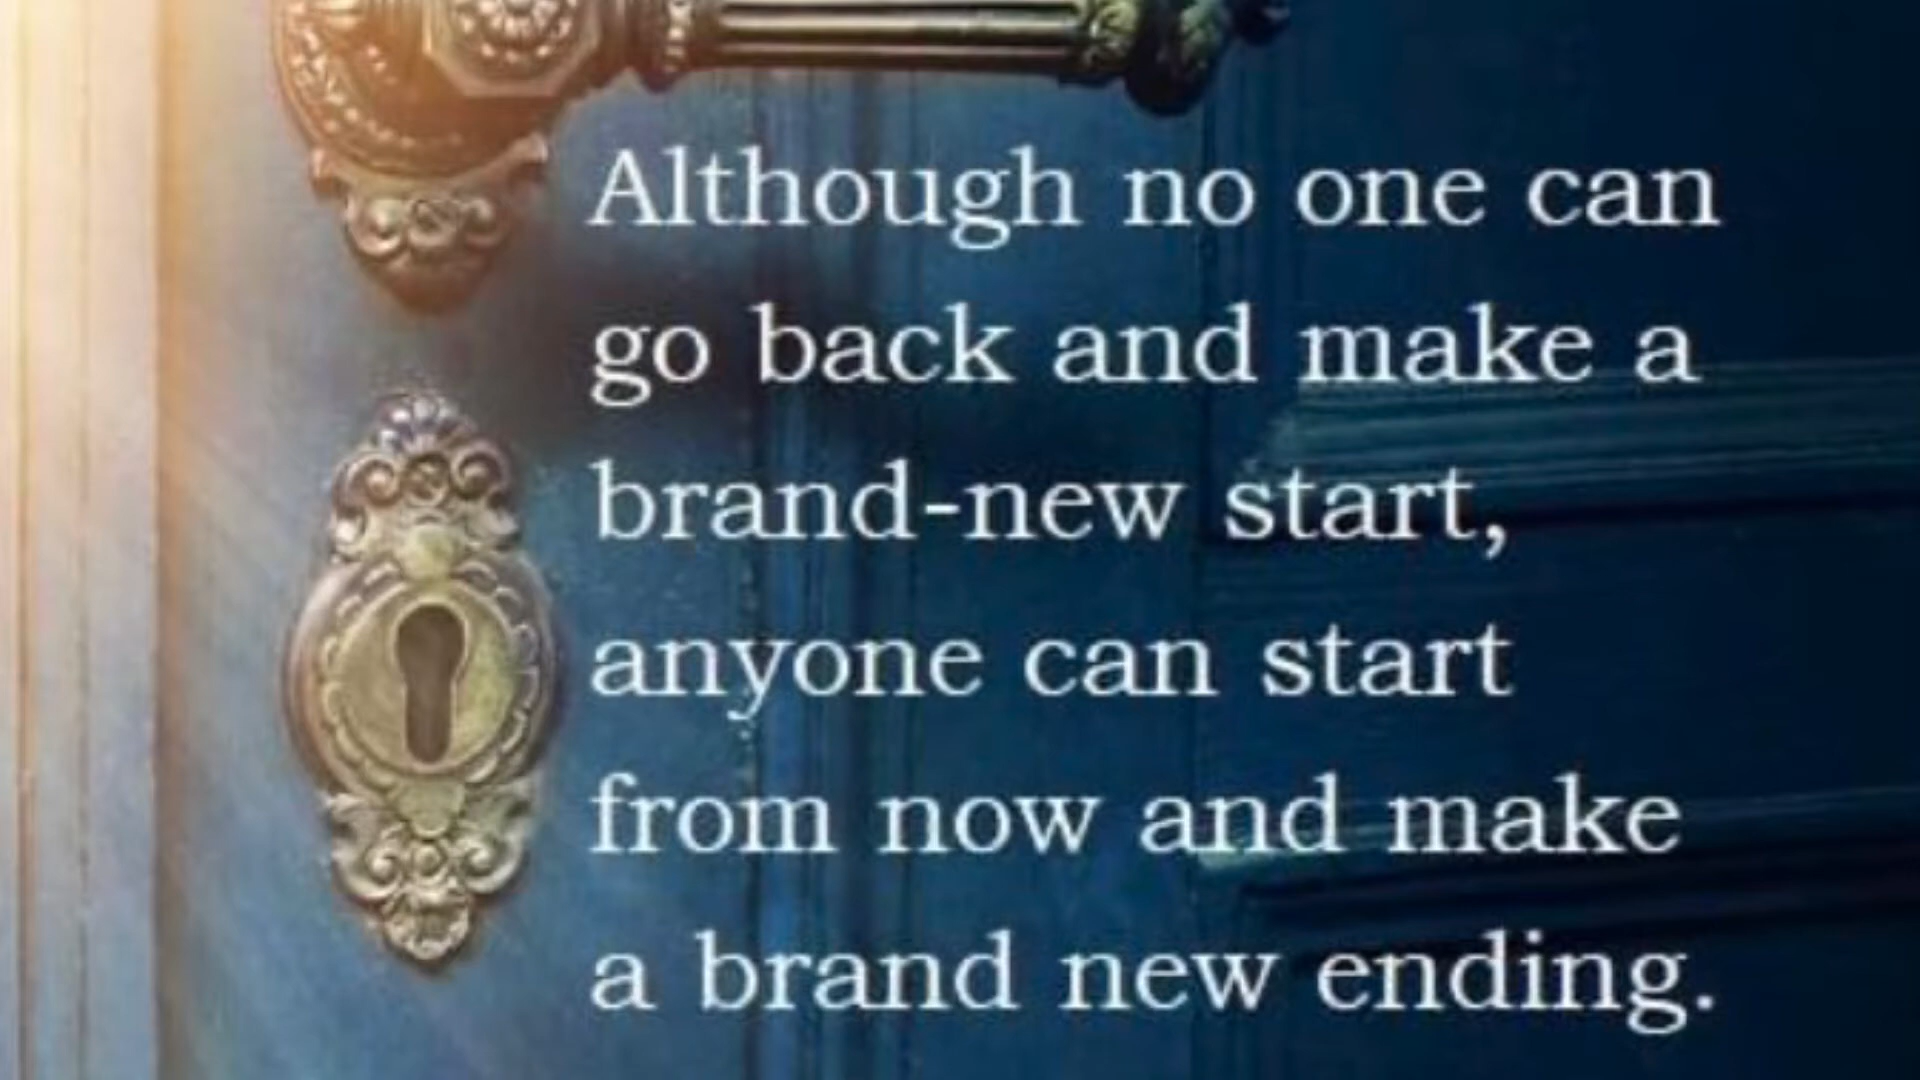 Although no one can
go back and make a
brand-new start,
anyone can start
from now and make
a brand new ending.